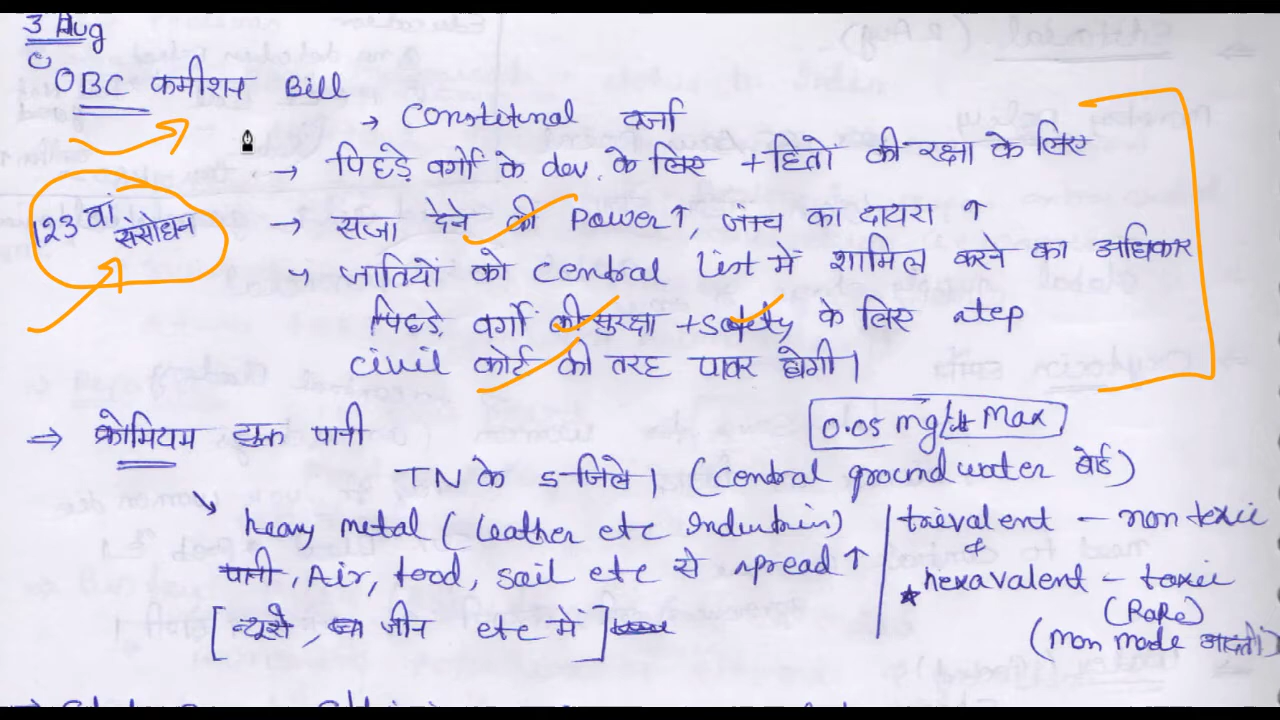 3 Aug
OBC कमीशन Bill
→ Constitunal दर्जा
→ पिछड़े वर्गो के dev. के लिए + हितो की रक्षा के लिए
123 वां संसोधन
→ सजा देने की Power ↑, जांच का दायरा ↑
→ जातियो को central list में शामिल करने का अधिकार
पिछड़े वर्गो की सुरक्षा + safety के लिए step
civil कोर्ट की तरह पावर होगी।
⇒ क्रोमियम युक्त पानी
0.05 mg/lt Max
TN के 5 जिले। (Central ground water बोर्ड)
heavy metal (leather etc Industries)
पानी, Air, food, soil etc से spread ↑
[ etc में]
trivalent - non toxic
&
* hexavalent - toxic
(Rare)
(man made)